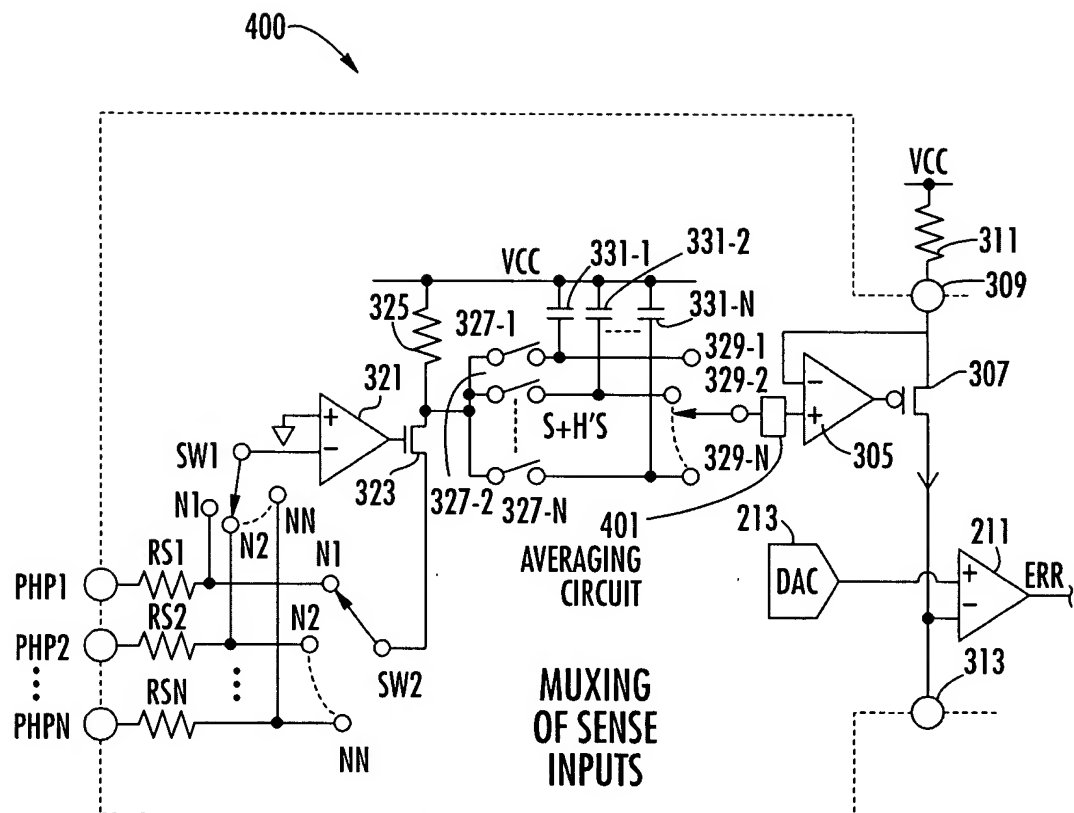 400
VCC
311
309
VCC
331-1
331-2
331-N
325
327-1
329-1
329-2
307
321
S+H'S
329-N
305
SW1
323
327-2
327-N
401
N1
N2
NN
N1
AVERAGING
CIRCUIT
213
DAC
211
ERR
PHP1
RS1
PHP2
RS2
N2
SW2
PHPN
RSN
NN
MUXING
OF SENSE
INPUTS
313